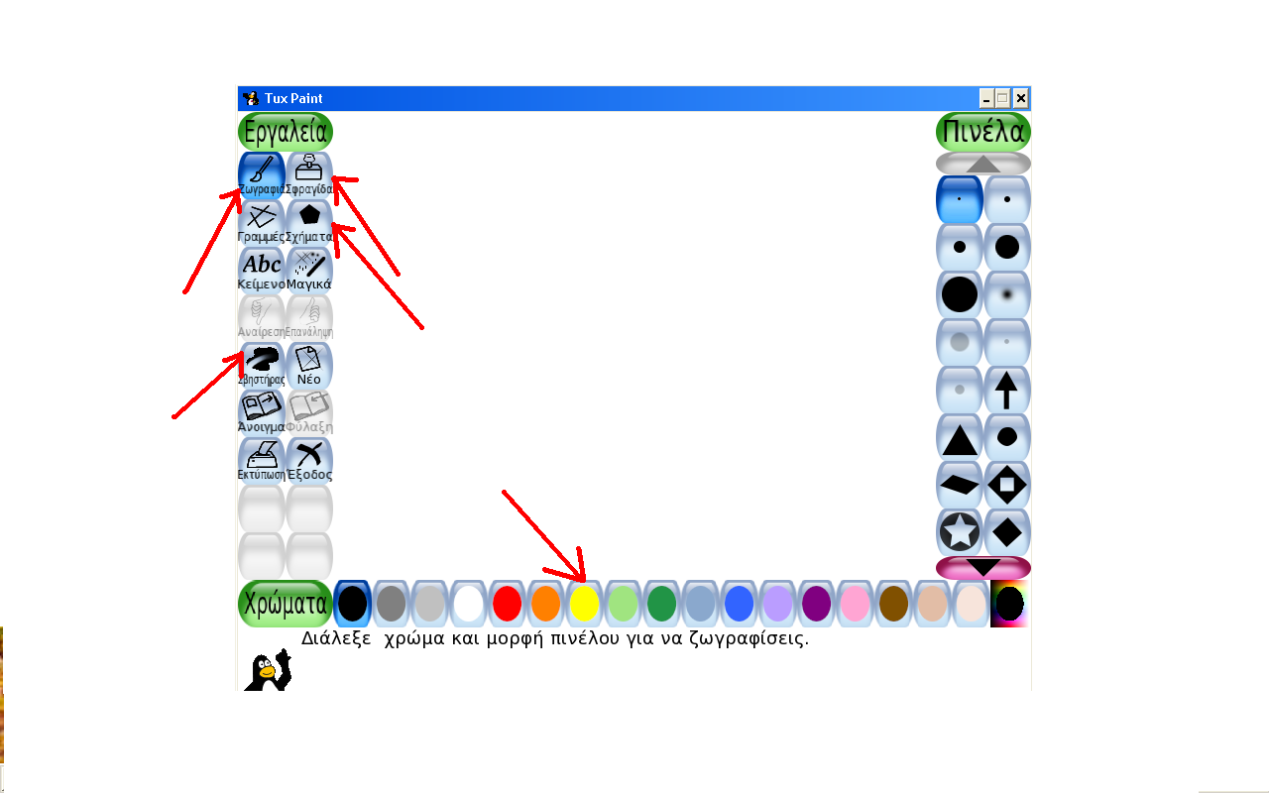 Tux Paint
Εργαλεία
Πινέλα
Ζωγραφιά Σφραγίδα
Γραμμές Σχήματα
Abc
Κείμενο Μαγικά
Αναίρεση Επανάληψη
Σβηστήρας Νέο
Άνοιγμα Φύλαξη
Εκτύπωση Έξοδος
Χρώματα
Διάλεξε χρώμα και μορφή πινέλου για να ζωγραφίσεις.